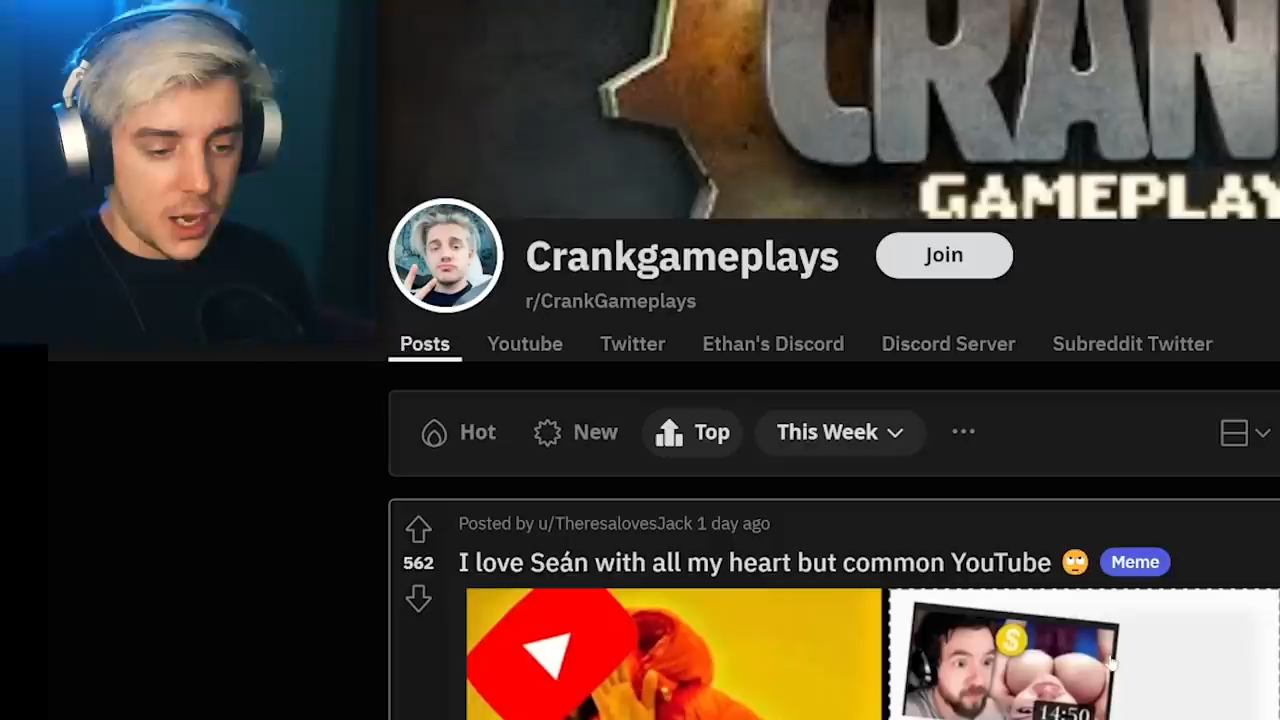 CRAN
GAMEPLAY
Crankgameplays
Join
r/CrankGameplays
Posts Youtube Twitter Ethan's Discord Discord Server Subreddit Twitter
Hot New Top This Week ...
Posted by u/TheresalovesJack 1 day ago
562
I love Seán with all my heart but common YouTube 🙄 Meme
$
14:50